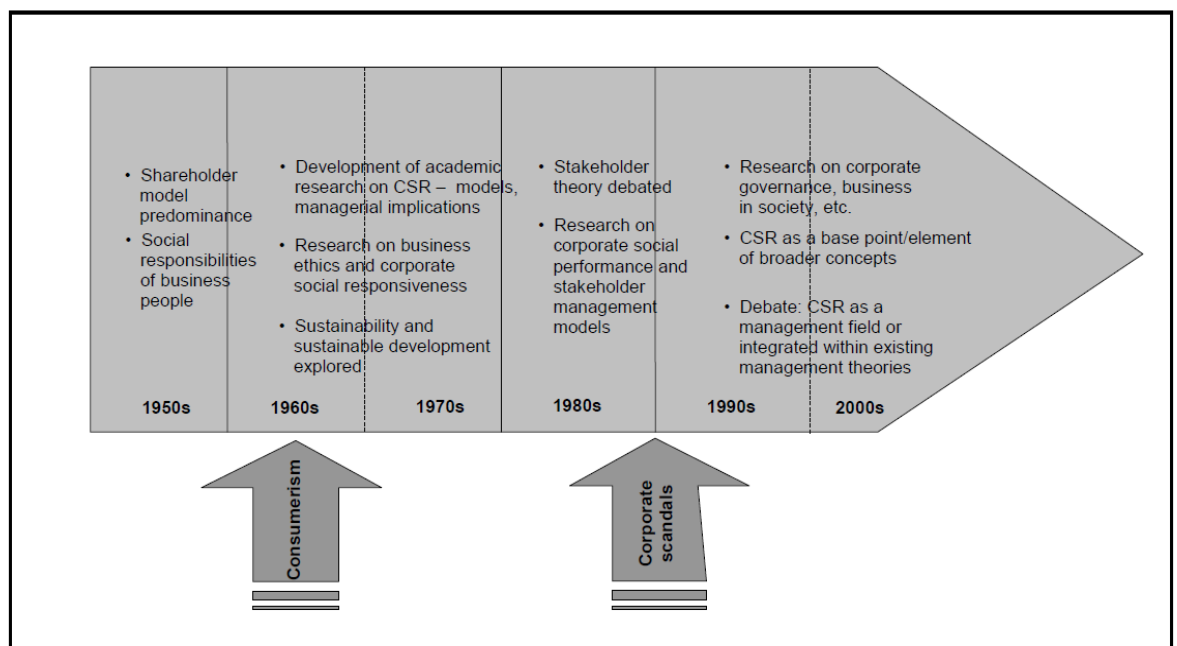 • Shareholder
model
predominance
• Social
responsibilities
of business
people
• Development of academic
research on CSR – models,
managerial implications
• Research on business
ethics and corporate
social responsiveness
• Sustainability and
sustainable development
explored
• Stakeholder
theory debated
• Research on
corporate social
performance and
stakeholder
management
models
• Research on corporate
governance, business
in society, etc.
• CSR as a base point/element
of broader concepts
• Debate: CSR as a
management field or
integrated within existing
management theories
1950s
1960s
1970s
1980s
1990s
2000s
Consumerism
Corporate
scandals